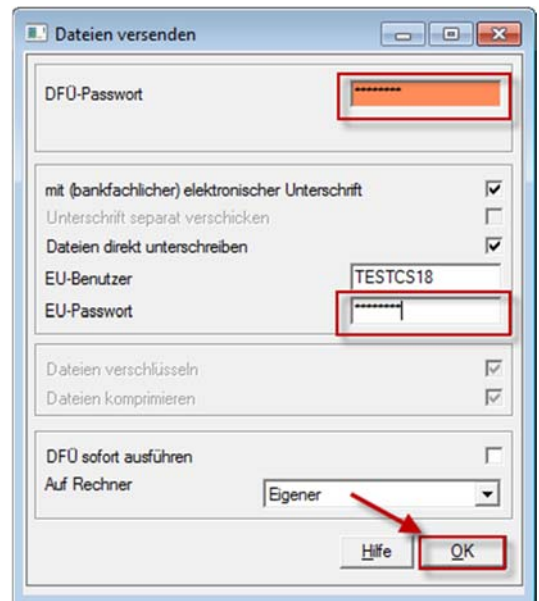 Dateien versenden
DFÜ-Passwort ********
mit (bankfachlicher) elektronischer Unterschrift
Unterschrift separat verschicken
Dateien direkt unterschreiben
EU-Benutzer TESTCS18
EU-Passwort ********
Dateien verschlüsseln
Dateien komprimieren
DFÜ sofort ausführen
Auf Rechner Eigener
Hilfe OK